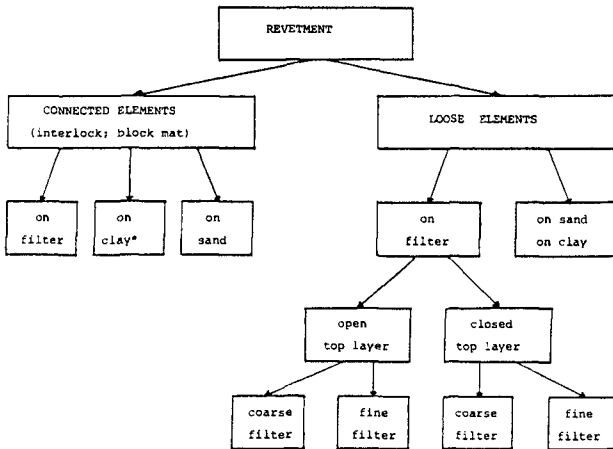 REVETMENT
CONNECTED ELEMENTS
(interlock; block mat)
LOOSE ELEMENTS
on
filter
on
clay*
on
sand
on
filter
on sand
on clay
open
top layer
closed
top layer
coarse
filter
fine
filter
coarse
filter
fine
filter